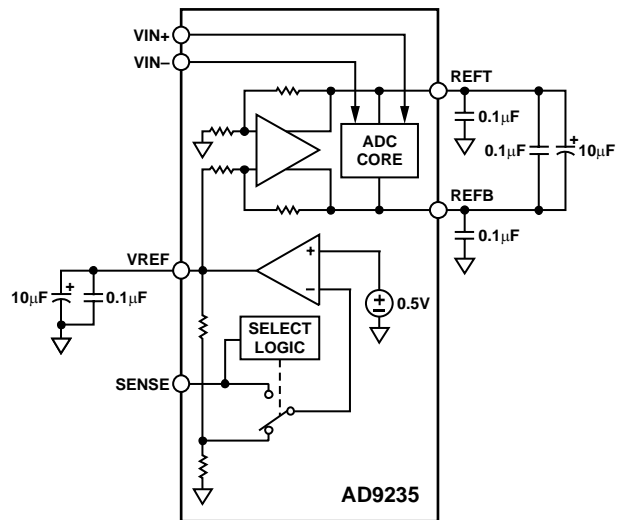 VIN+
VIN–
REFT
0.1μF
ADC
CORE
0.1μF
+
10μF
REFB
0.1μF
VREF
+
10μF
+
0.1μF
–
0.5V
+
–
SELECT
LOGIC
SENSE
AD9235